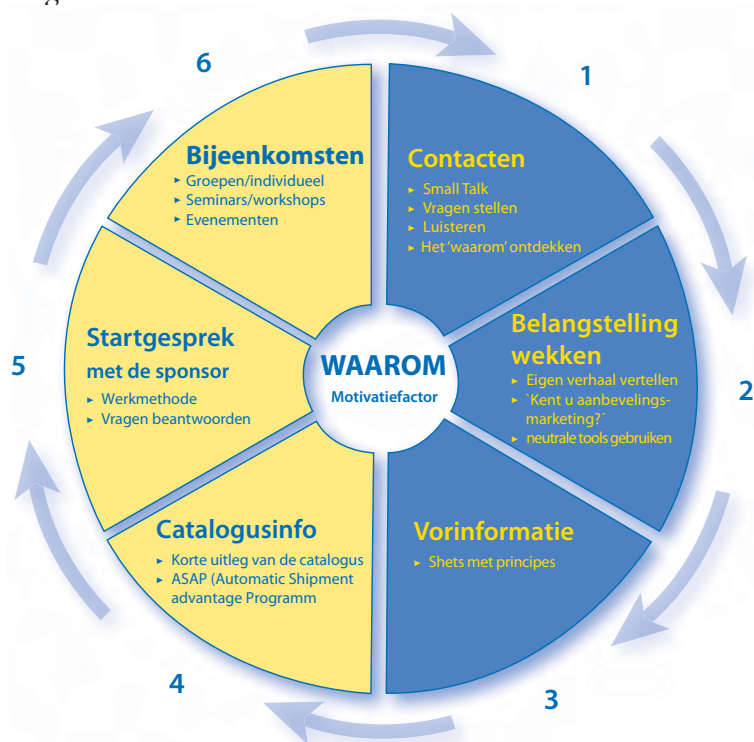 6
1
Bijeenkomsten
▸ Groepen/individueel
▸ Seminars/workshops
▸ Evenementen
Contacten
▸ Small Talk
▸ Vragen stellen
▸ Luisteren
▸ Het 'waarom' ontdekken
Belangstelling
wekken
▸ Eigen verhaal vertellen
▸ `Kent u aanbevelings-
marketing?´
▸ neutrale tools gebruiken
2
5
Startgesprek
met de sponsor
▸ Werkmethode
▸ Vragen beantwoorden
WAAROM
Motivatiefactor
Catalogusinfo
▸ Korte uitleg van de catalogus
▸ ASAP (Automatic Shipment
advantage Programm
Vorinformatie
▸ Shets met principes
4
3